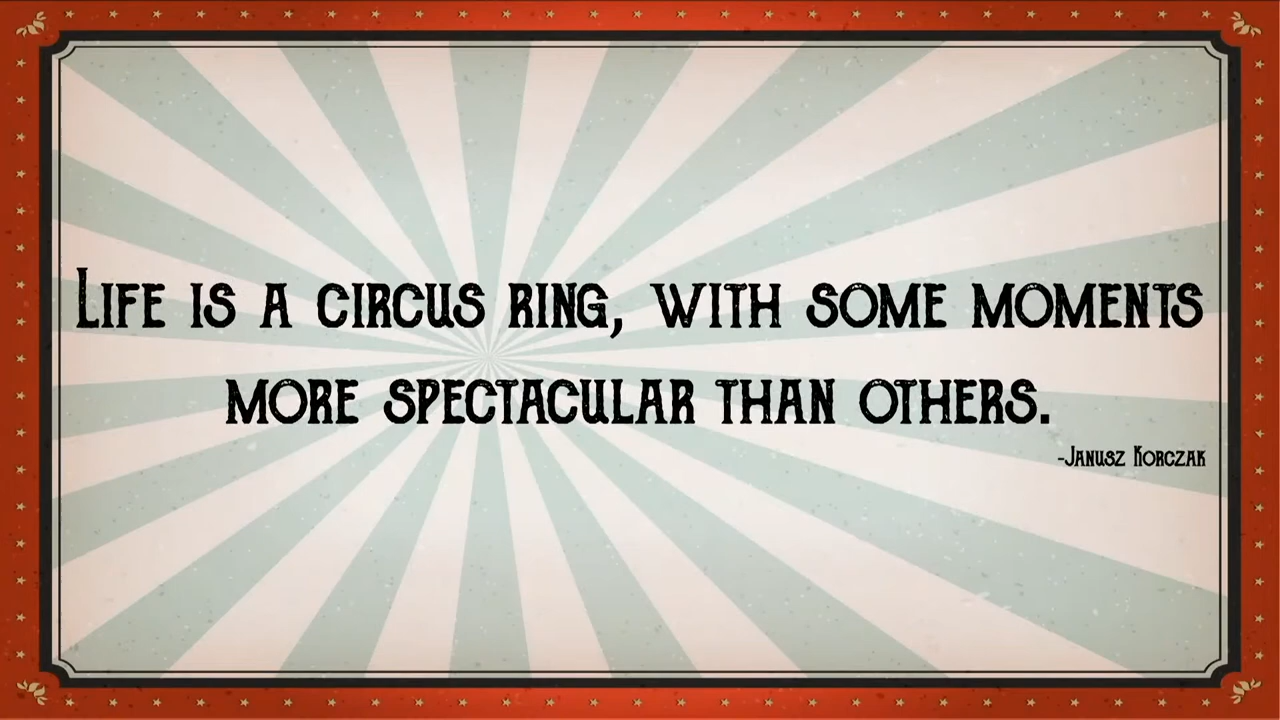 Life is a circus ring, with some moments
more spectacular than others.
-Janusz Korczak